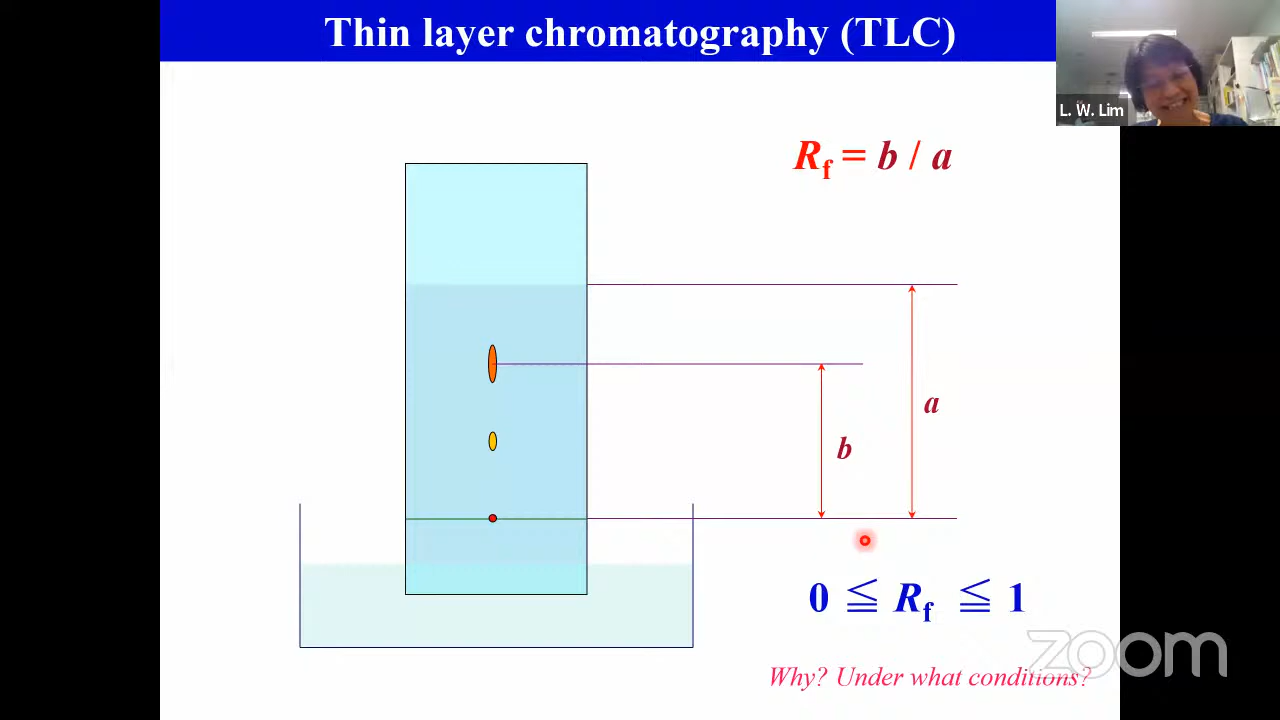 Thin layer chromatography (TLC)
L. W. Lim
Rf = b / a
a
b
0 ≦ Rf ≦ 1
zoom
Why? Under what conditions?